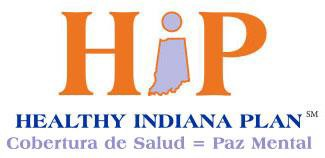 HiP
HEALTHY INDIANA PLAN℠
Cobertura de Salud = Paz Mental